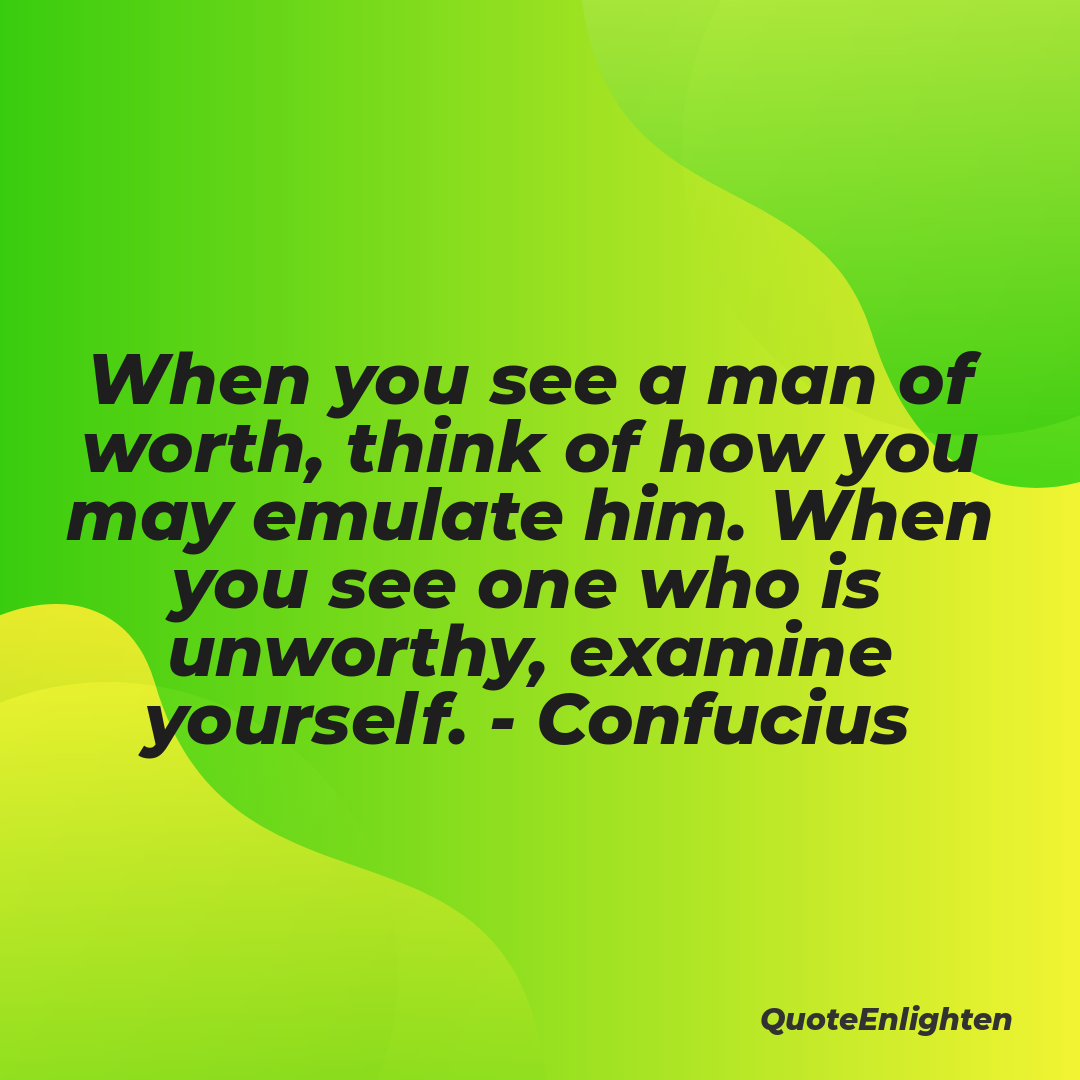 When you see a man of
worth, think of how you
may emulate him. When
you see one who is
unworthy, examine
yourself. - Confucius
QuoteEnlighten